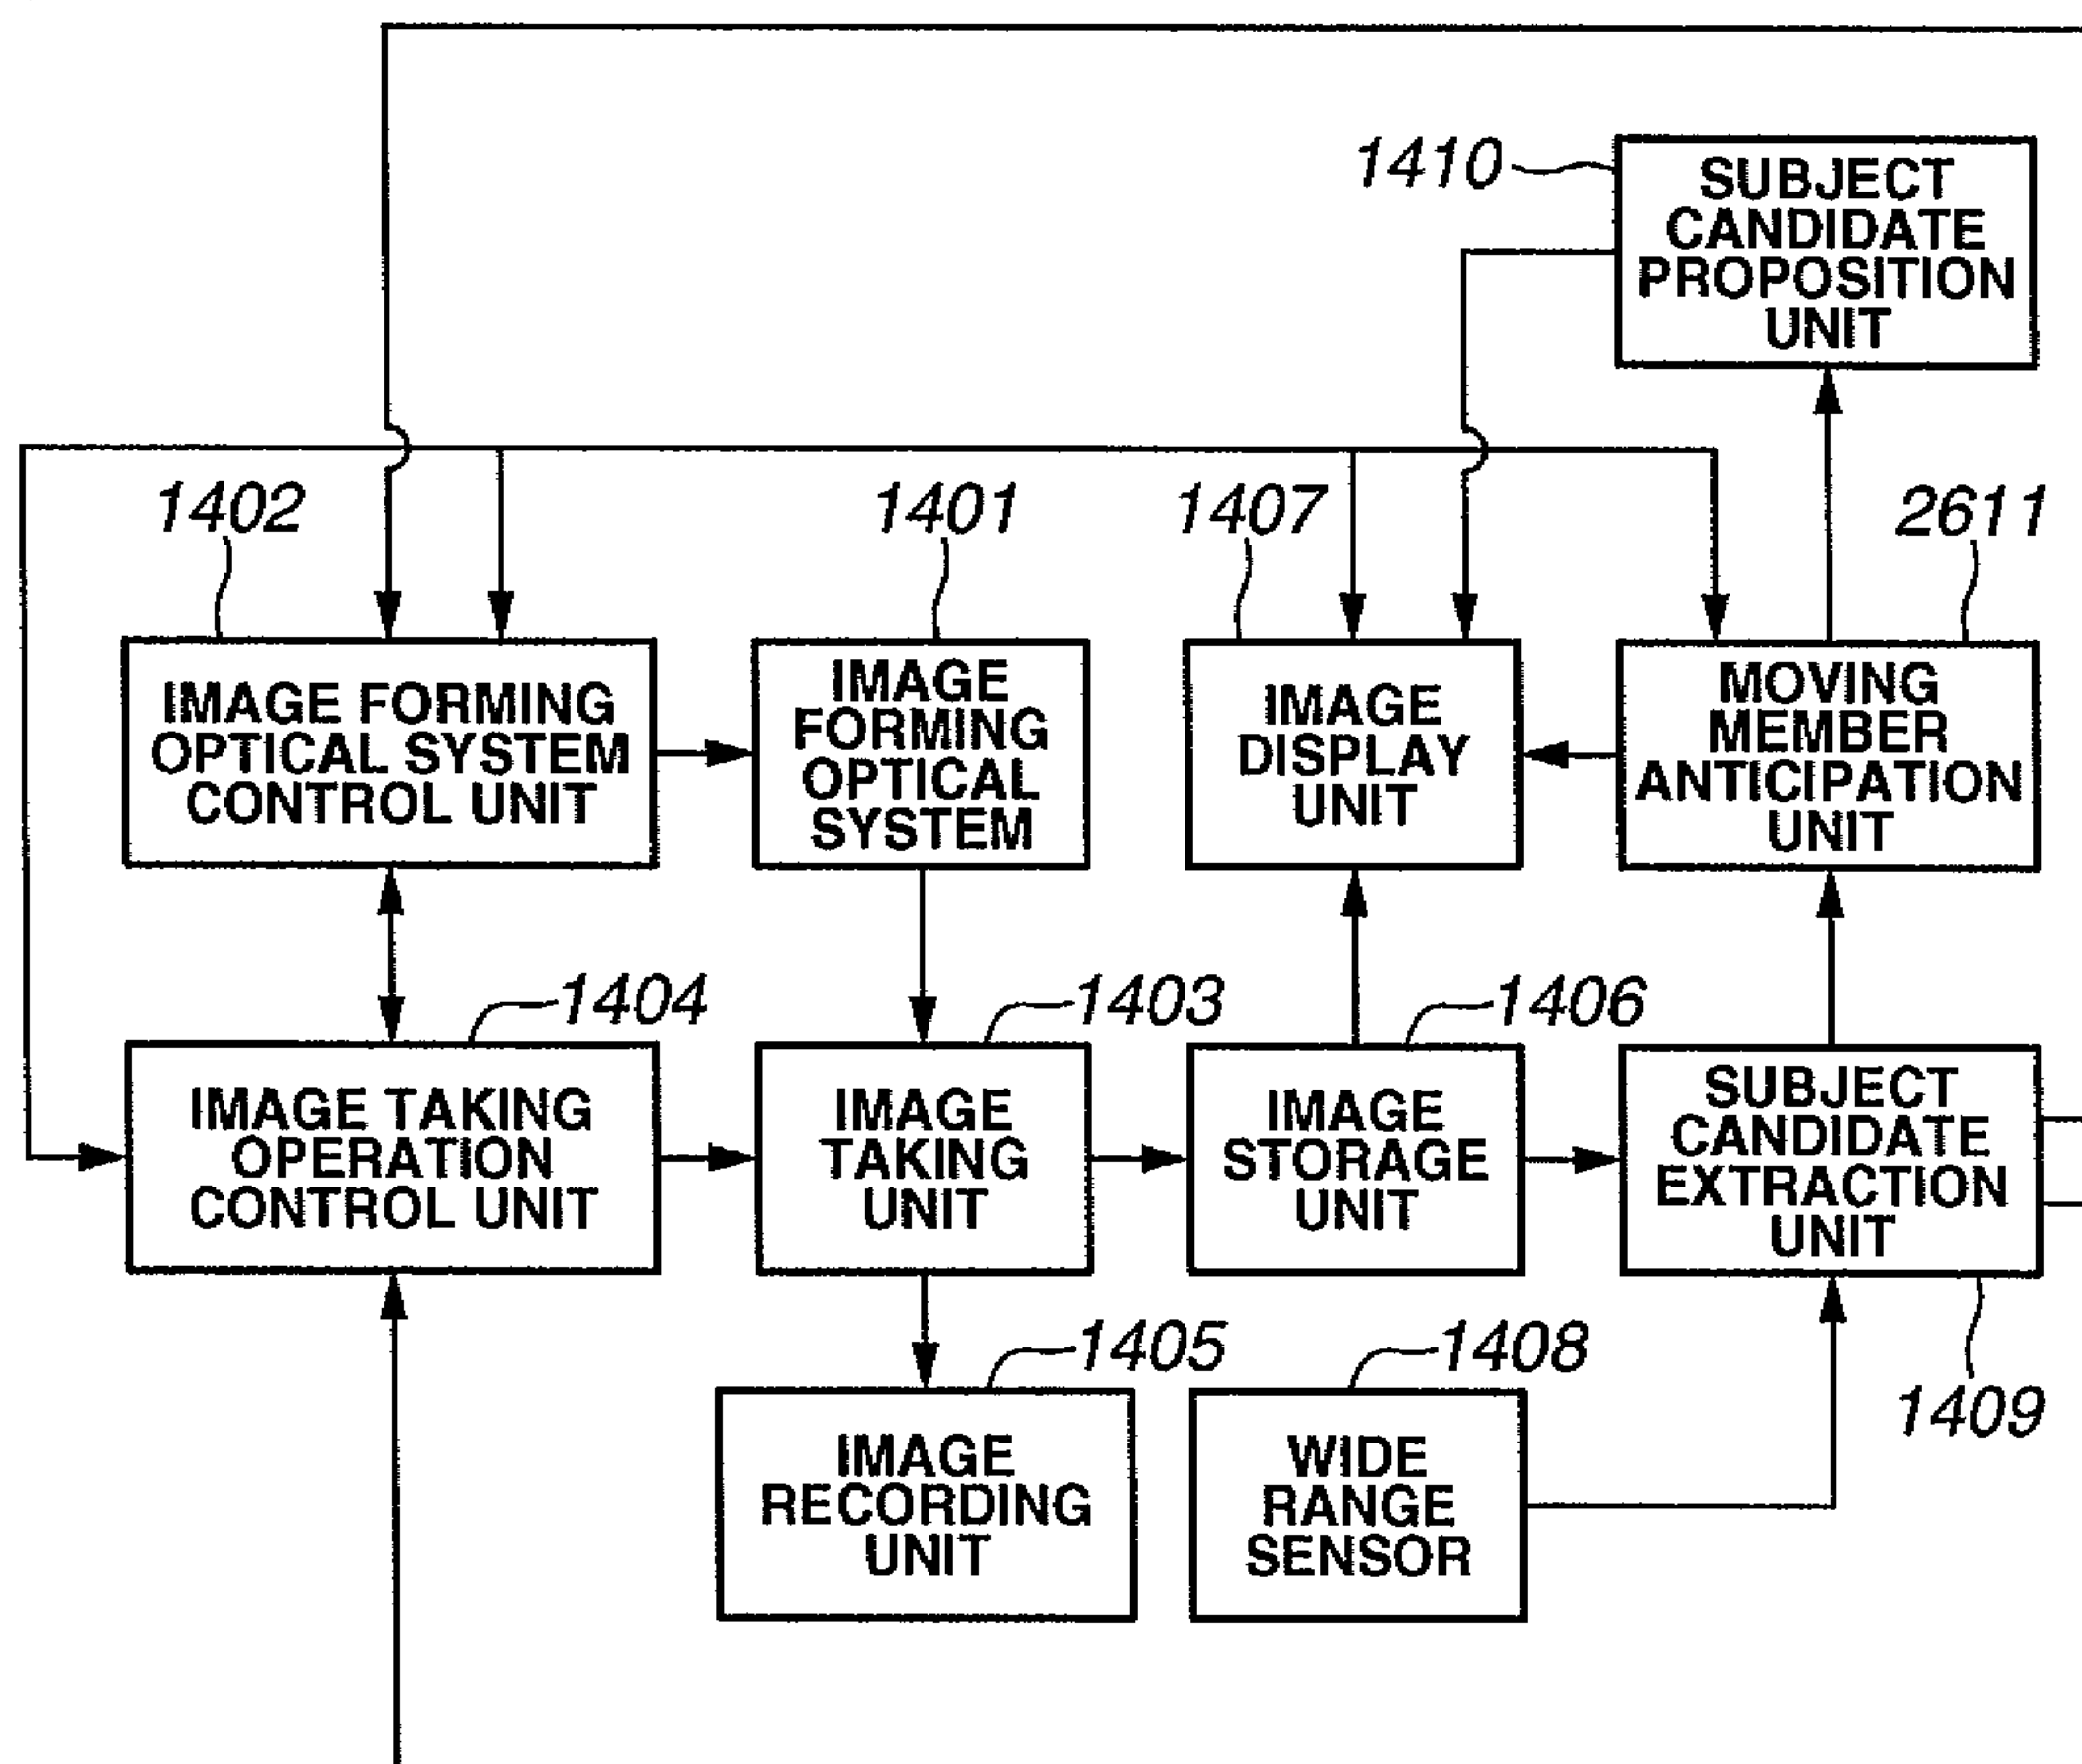 1410
SUBJECT
CANDIDATE
PROPOSITION
UNIT
1402
1401
1407
2611
IMAGE FORMING
OPTICAL SYSTEM
CONTROL UNIT
IMAGE
FORMING
OPTICAL
SYSTEM
IMAGE
DISPLAY
UNIT
MOVING
MEMBER
ANTICIPATION
UNIT
1404
1403
1406
IMAGE TAKING
OPERATION
CONTROL UNIT
IMAGE
TAKING
UNIT
IMAGE
STORAGE
UNIT
SUBJECT
CANDIDATE
EXTRACTION
UNIT
1405
1408
1409
IMAGE
RECORDING
UNIT
WIDE
RANGE
SENSOR